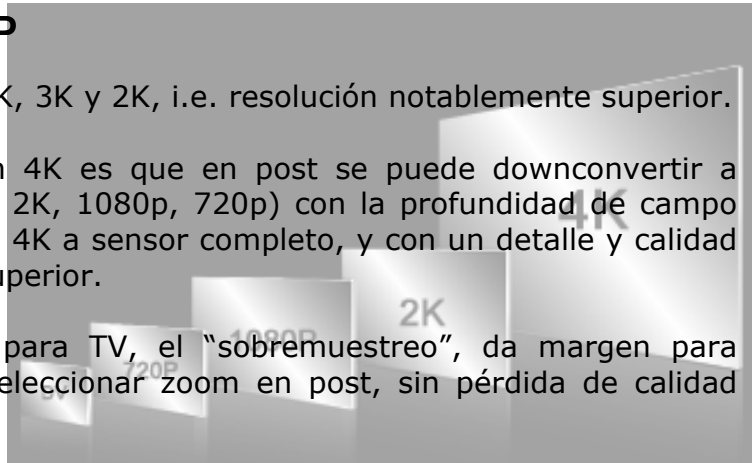 K, 3K y 2K, i.e. resolución notablemente superior.
4K es que en post se puede downconvertir a
2K, 1080p, 720p) con la profundidad de campo
4K a sensor completo, y con un detalle y calidad
uperior.
para TV, el “sobremuestreo”, da margen para
eleccionar zoom en post, sin pérdida de calidad
4K
2K
1080P
720P